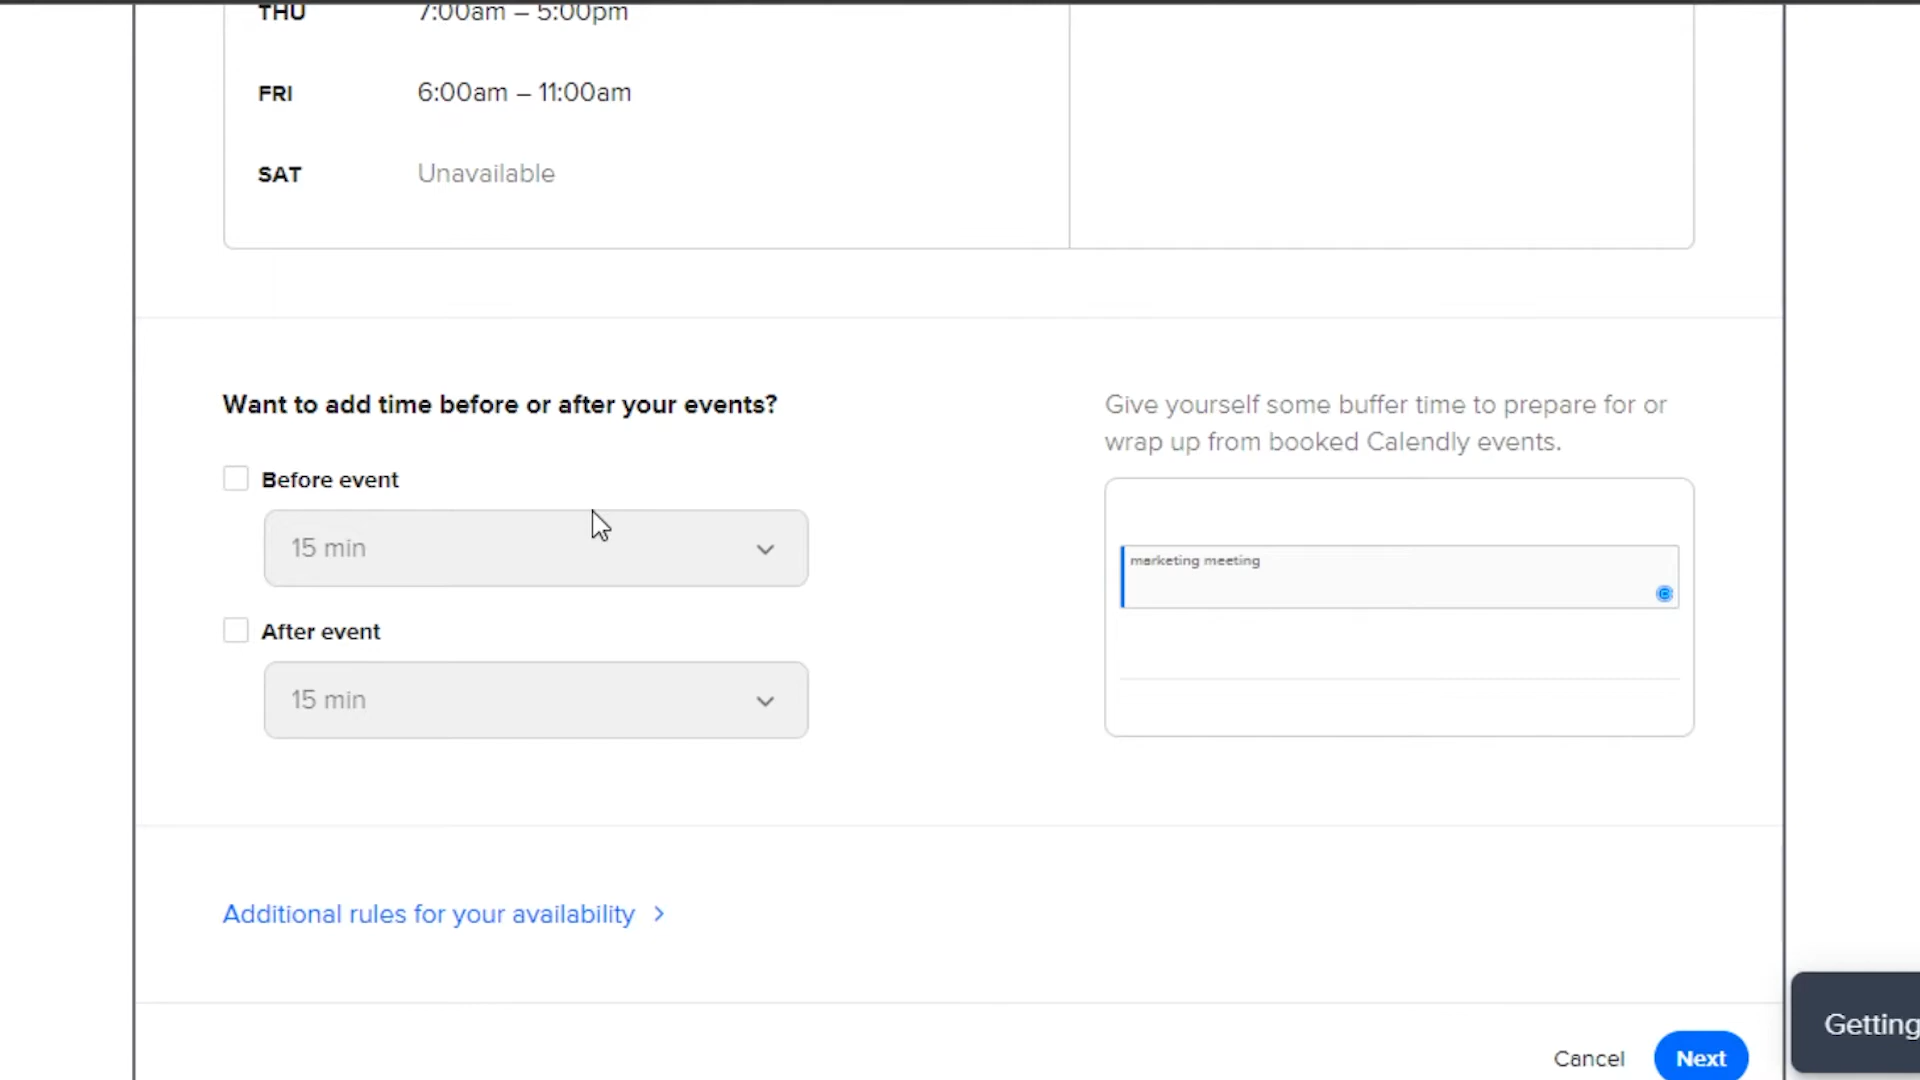 THU 7:00am – 5:00pm
FRI 6:00am – 11:00am
SAT Unavailable
Want to add time before or after your events?
Give yourself some buffer time to prepare for or
wrap up from booked Calendly events.
Before event
15 min
marketing meeting
After event
15 min
Additional rules for your availability
Getting
Cancel Next